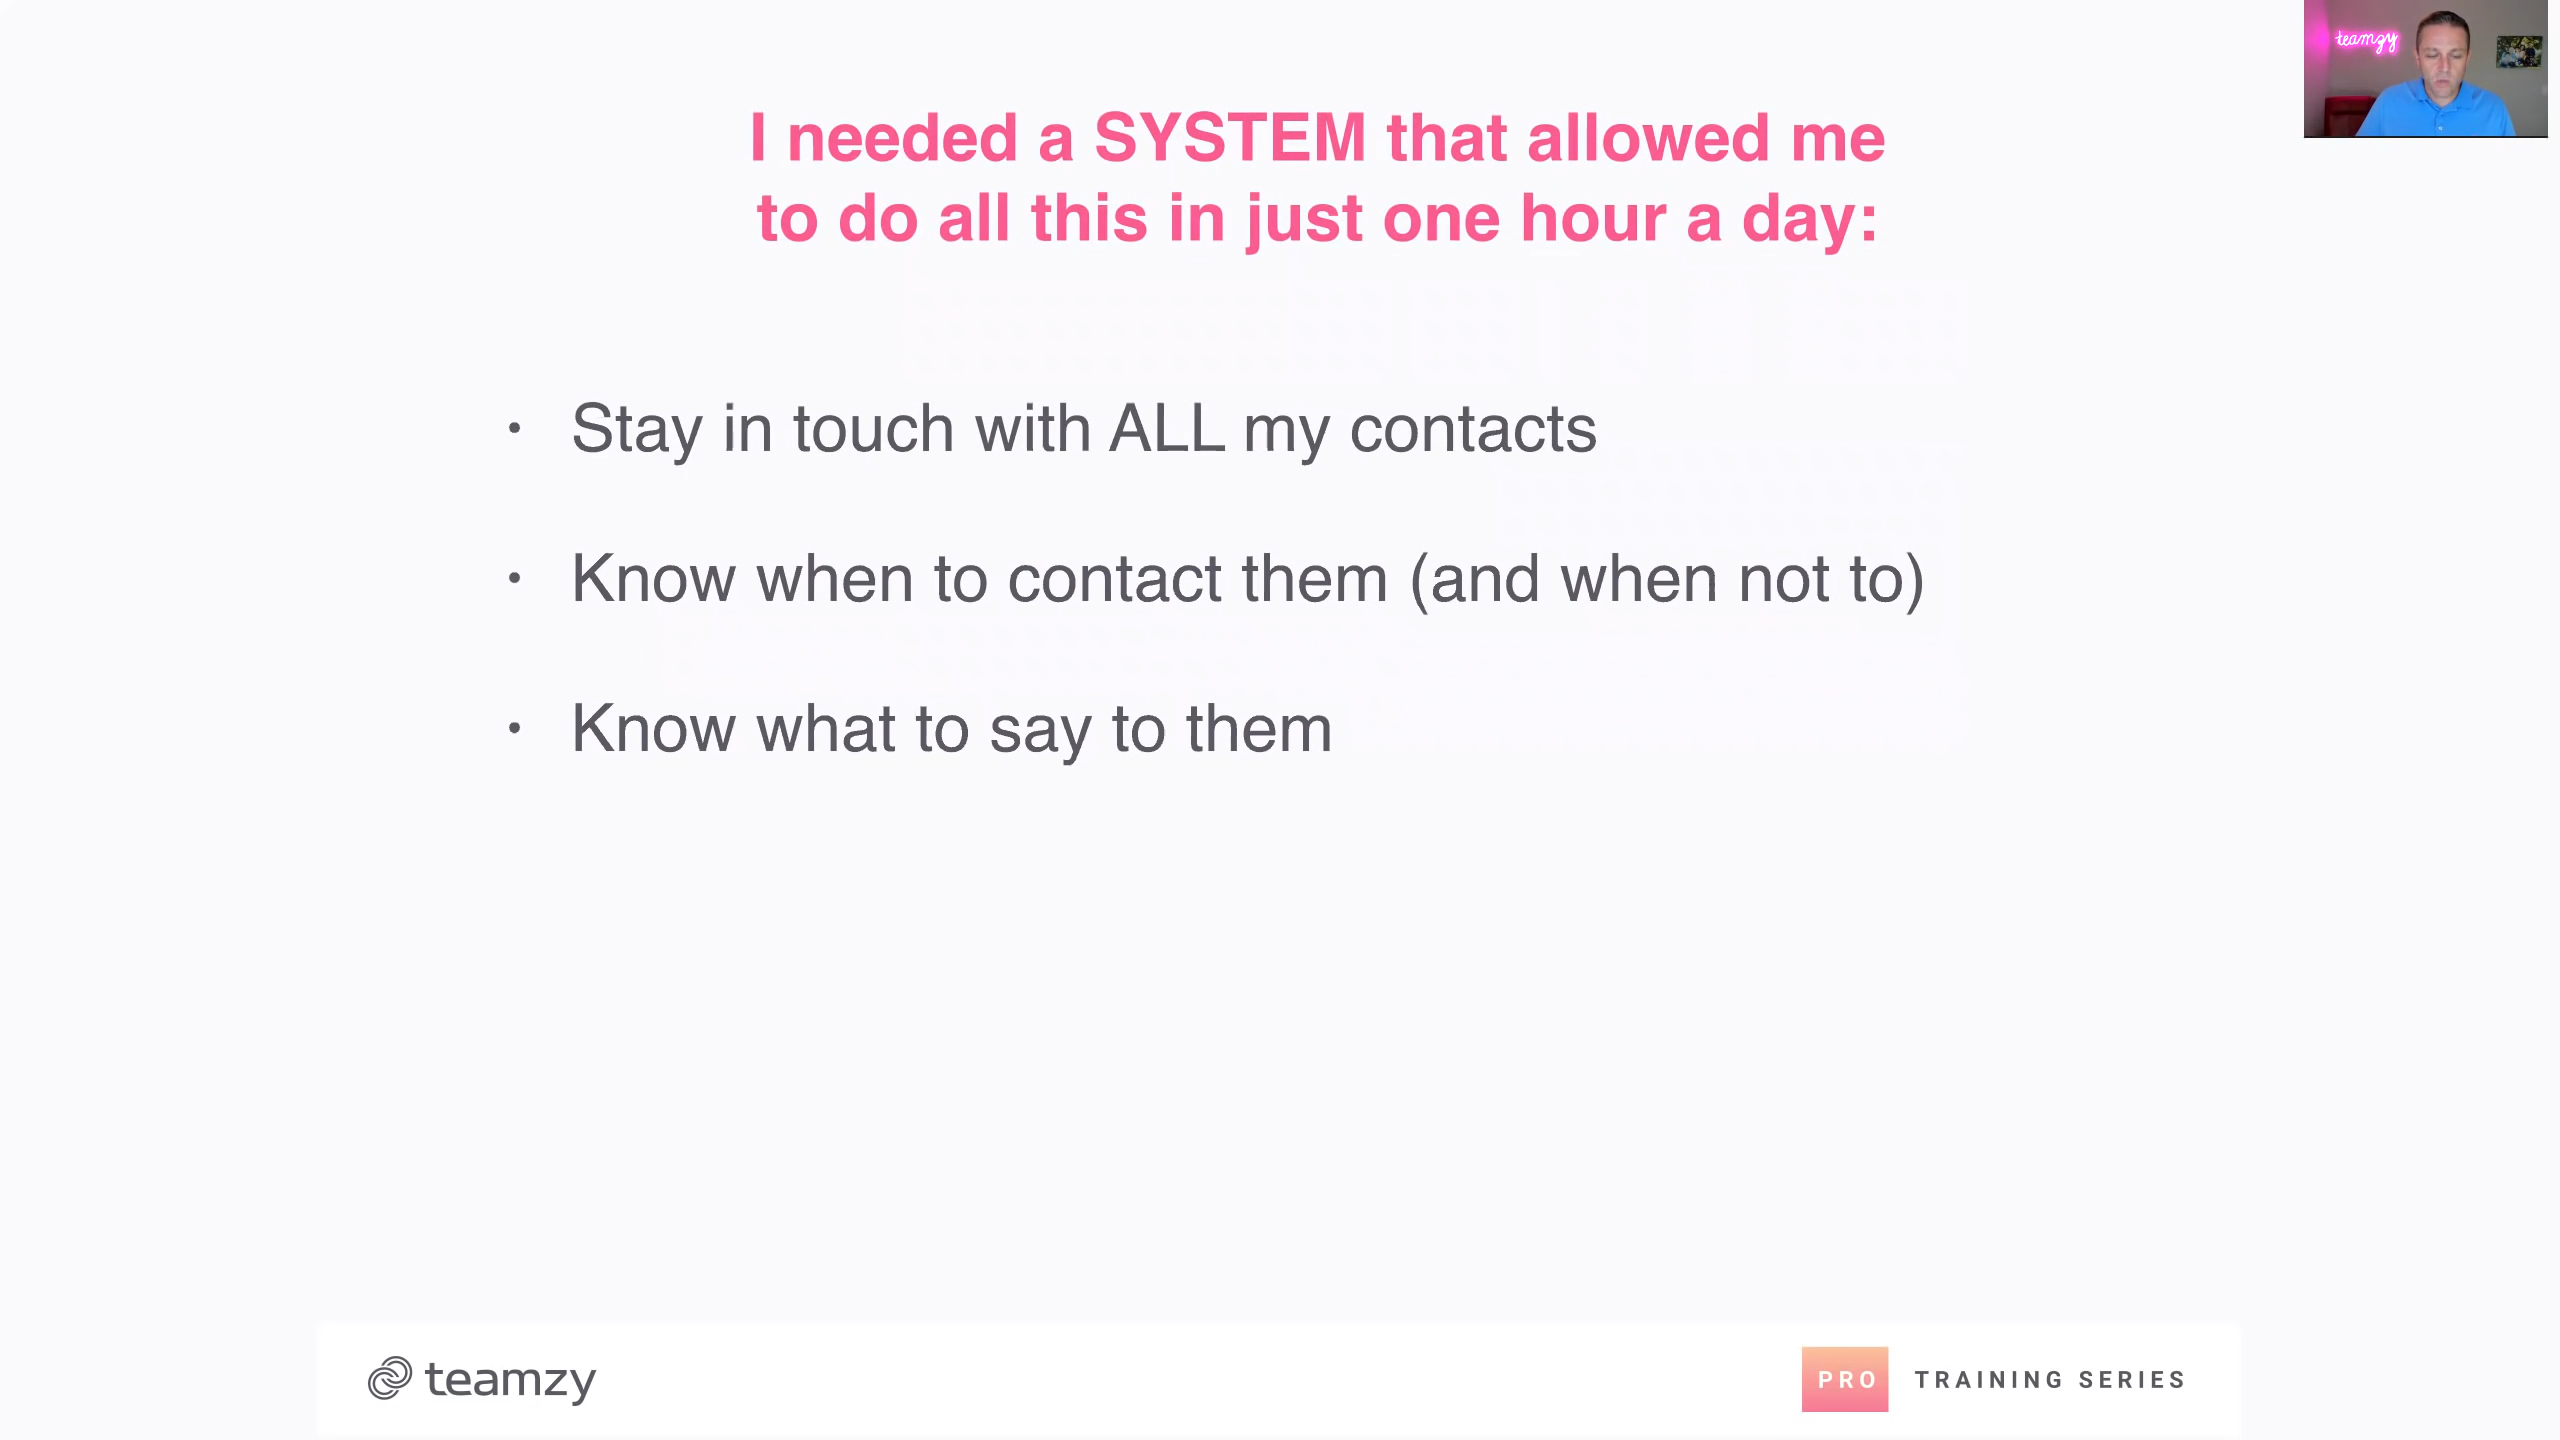 teamzy
I needed a SYSTEM that allowed me
to do all this in just one hour a day:
• Stay in touch with ALL my contacts
• Know when to contact them (and when not to)
• Know what to say to them
teamzy
PRO TRAINING SERIES